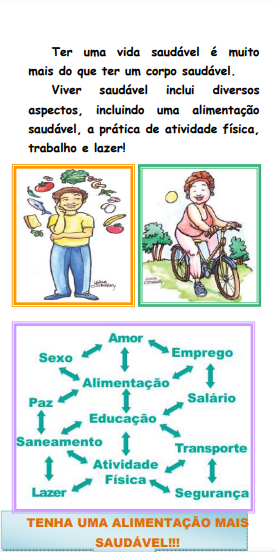 Ter uma vida saudável é muito
mais do que ter um corpo saudável.
Viver saudável inclui diversos
aspectos, incluindo uma alimentação
saudável, a prática de atividade física,
trabalho e lazer!
Amor
Sexo
Emprego
Alimentação
Paz
Salário
Educação
Saneamento
Transporte
Atividade
Física
Lazer
Segurança
TENHA UMA ALIMENTAÇÃO MAIS
SAUDÁVEL!!!